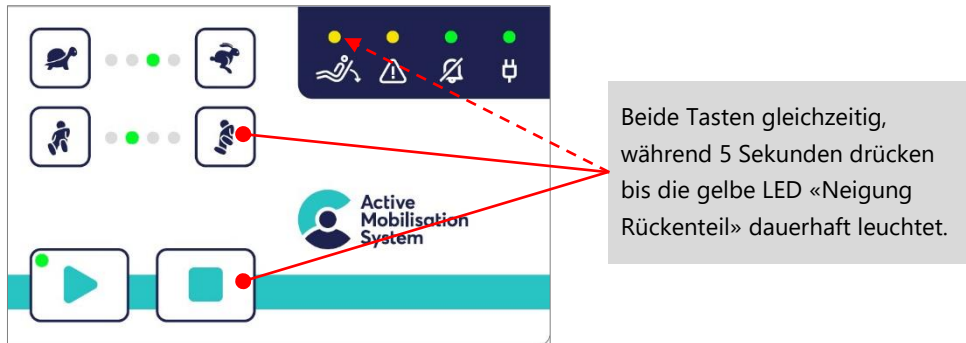 Active
Mobilisation
System
Beide Tasten gleichzeitig,
während 5 Sekunden drücken
bis die gelbe LED «Neigung
Rückenteil» dauerhaft leuchtet.